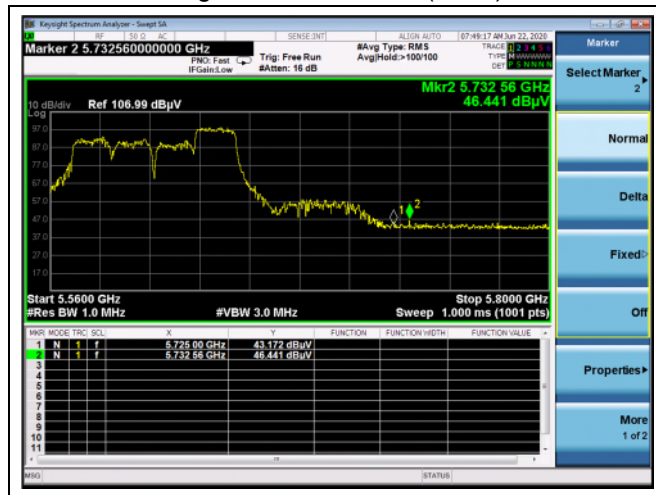 Keysight Spectrum Analyzer - Swept SA
RF 50 Ω AC SENSE:INT ALIGN AUTO 07:49:17 AM Jun 22, 2020
Marker 2 5.732560000000 GHz
PNO: Fast
IFGain:Low
Trig: Free Run
#Atten: 16 dB
#Avg Type: RMS
Avg|Hold:>100/100
TRACE 1 2 3 4 5 6
TYPE
DET P S N N N N
Mkr2 5.732 56 GHz
46.441 dBµV
10 dB/div Ref 106.99 dBµV
Log
97.0
87.0
77.0
67.0
57.0
47.0
37.0
27.0
17.0
1
2
Start 5.5600 GHz Stop 5.8000 GHz
#Res BW 1.0 MHz #VBW 3.0 MHz Sweep 1.000 ms (1001 pts)
MKR MODE TRC SCL X Y FUNCTION FUNCTION WIDTH FUNCTION VALUE
1 N 1 f 5.725 00 GHz 43.172 dBµV
2 N 1 f 5.732 56 GHz 46.441 dBµV
3
4
5
6
7
8
9
10
11
MSG STATUS
Marker
Select Marker
2
Normal
Delta
Fixed
Off
Properties
More
1 of 2